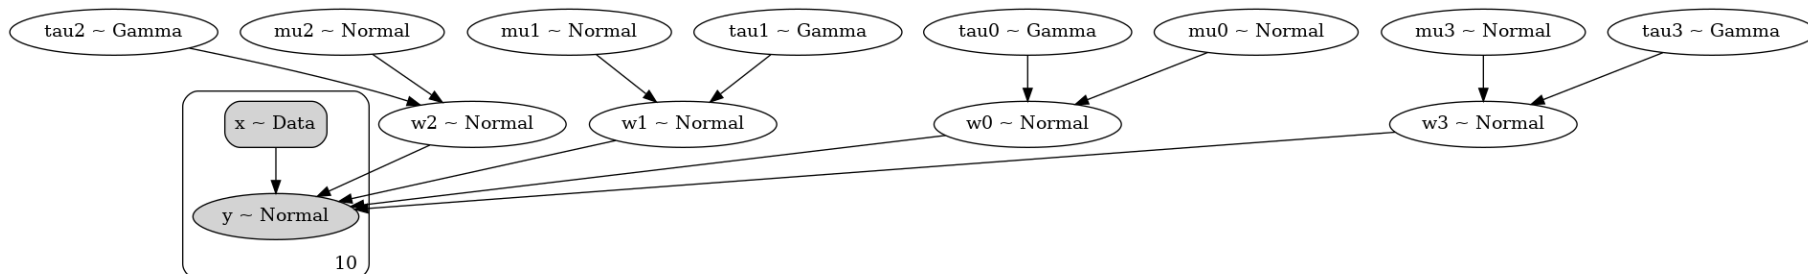 tau2 ~ Gamma
mu2 ~ Normal
mu1 ~ Normal
tau1 ~ Gamma
tau0 ~ Gamma
mu0 ~ Normal
mu3 ~ Normal
tau3 ~ Gamma
x ~ Data
w2 ~ Normal
w1 ~ Normal
w0 ~ Normal
w3 ~ Normal
y ~ Normal
10